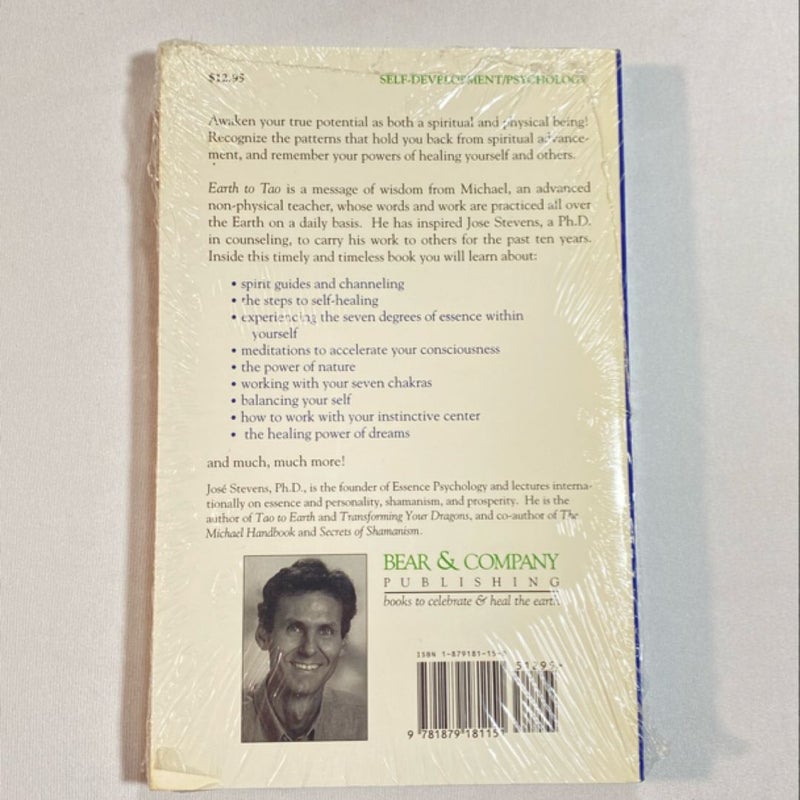 $12.95
SELF-DEVELOPMENT/PSYCHOLOGY
Awaken your true potential as both a spiritual and physical being!
Recognize the patterns that hold you back from spiritual advance-
ment, and remember your powers of healing yourself and others.
Earth to Tao is a message of wisdom from Michael, an advanced
non-physical teacher, whose words and work are practiced all over
the Earth on a daily basis. He has inspired Jose Stevens, a Ph.D.
in counseling, to carry his work to others for the past ten years.
Inside this timely and timeless book you will learn about:
• spirit guides and channeling
• the steps to self-healing
• experiencing the seven degrees of essence within
yourself
• meditations to accelerate your consciousness
• the power of nature
• working with your seven chakras
• balancing your self
• how to work with your instinctive center
• the healing power of dreams
and much, much more!
José Stevens, Ph.D., is the founder of Essence Psychology and lectures interna-
tionally on essence and personality, shamanism, and prosperity. He is the
author of Tao to Earth and Transforming Your Dragons, and co-author of The
Michael Handbook and Secrets of Shamanism.
BEAR & COMPANY
PUBLISHING
books to celebrate & heal the earth
ISBN 1-879181-15-
51295
9 781879 181151